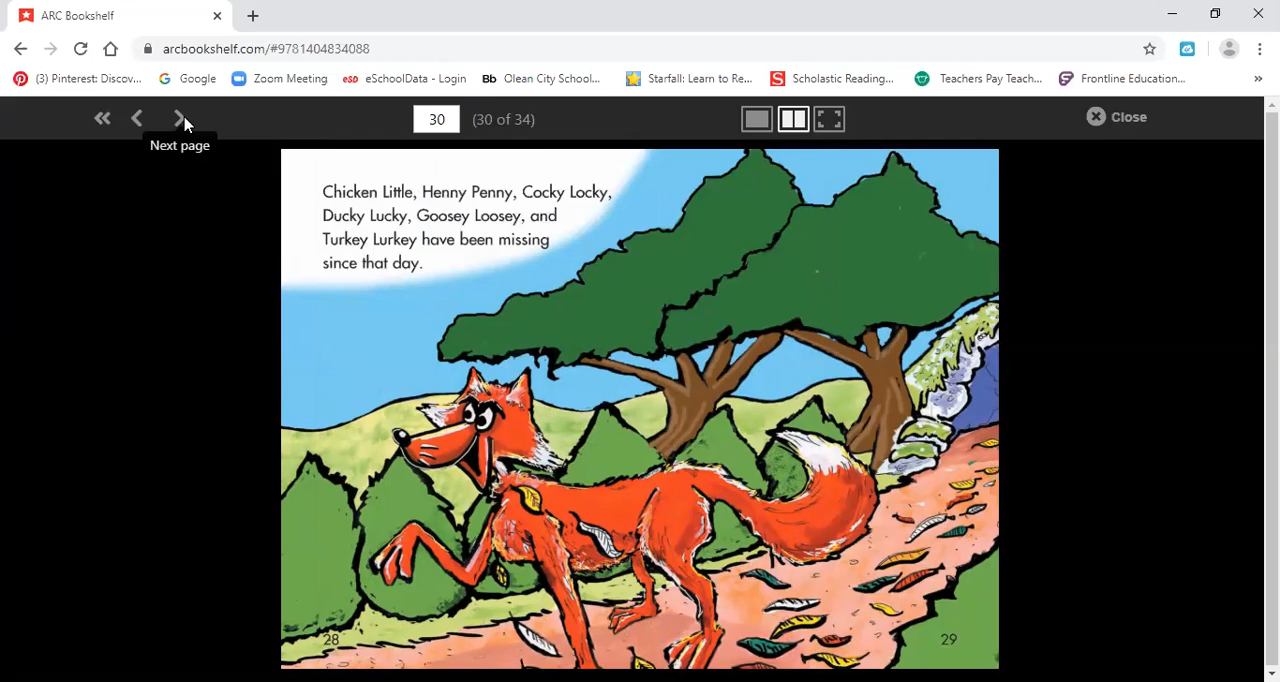 ARC Bookshelf
arcbookshelf.com/#9781404834088
(3) Pinterest: Discov... Google Zoom Meeting esD eSchoolData - Login Bb Olean City School... Starfall: Learn to Re... S Scholastic Reading... Teachers Pay Teach... Frontline Education... »
30 (30 of 34) Close
Next page
Chicken Little, Henny Penny, Cocky Locky,
Ducky Lucky, Goosey Loosey, and
Turkey Lurkey have been missing
since that day.
28 29